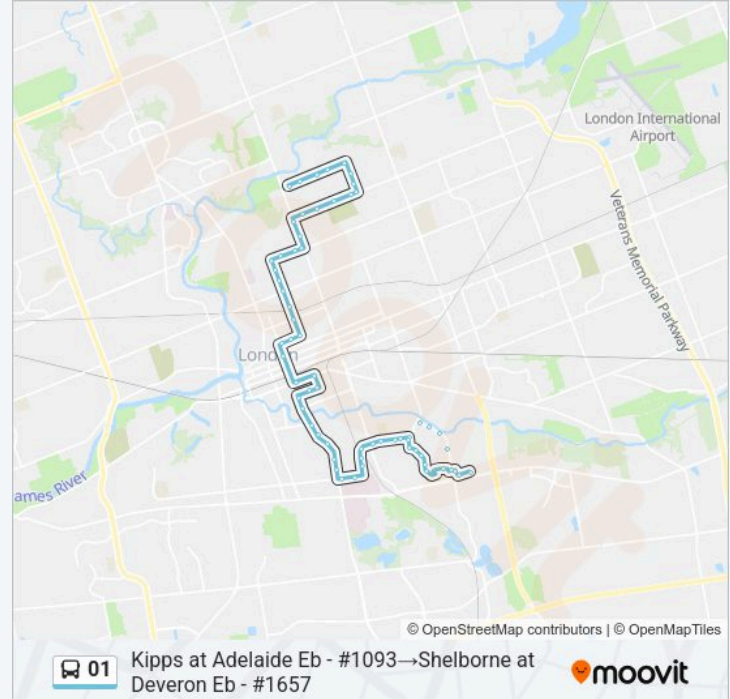 London International
Airport
Veterans Memorial Parkway
London
ames River
© OpenStreetMap contributors | © OpenMapTiles
01
Kipps at Adelaide Eb - #1093→Shelborne at
Deveron Eb - #1657
moovit